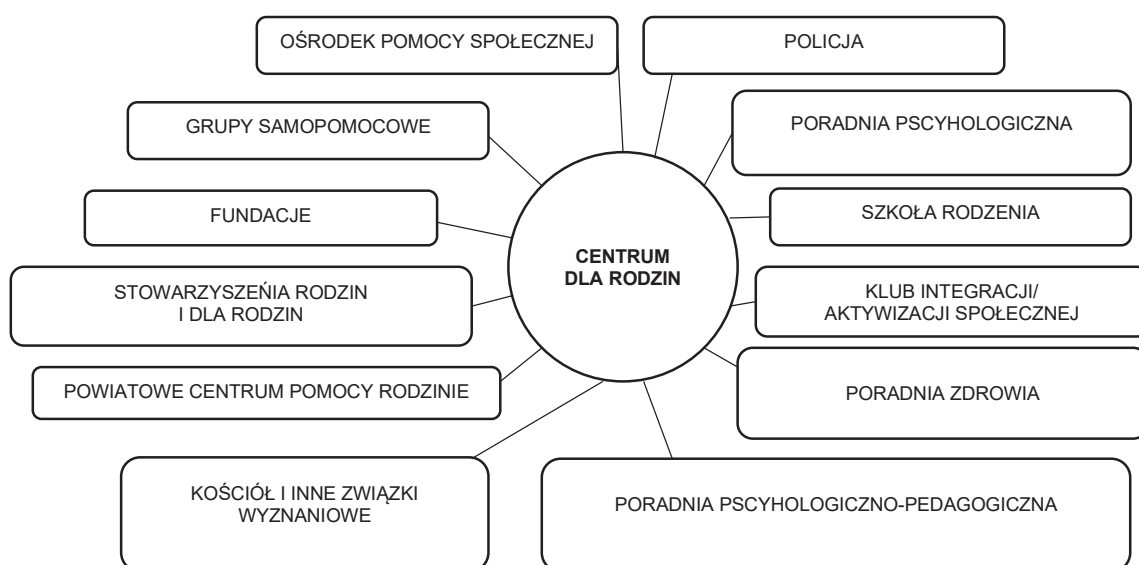 OŚRODEK POMOCY SPOŁECZNEJ
POLICJA
GRUPY SAMOPOMOCOWE
PORADNIA PSCYHOLOGICZNA
FUNDACJE
SZKOŁA RODZENIA
CENTRUM
DLA RODZIN
STOWARZYSZEŃIA RODZIN
I DLA RODZIN
KLUB INTEGRACJI/
AKTYWIZACJI SPOŁECZNEJ
POWIATOWE CENTRUM POMOCY RODZINIE
PORADNIA ZDROWIA
KOŚCIÓŁ I INNE ZWIĄZKI
WYZNANIOWE
PORADNIA PSCYHOLOGICZNO-PEDAGOGICZNA